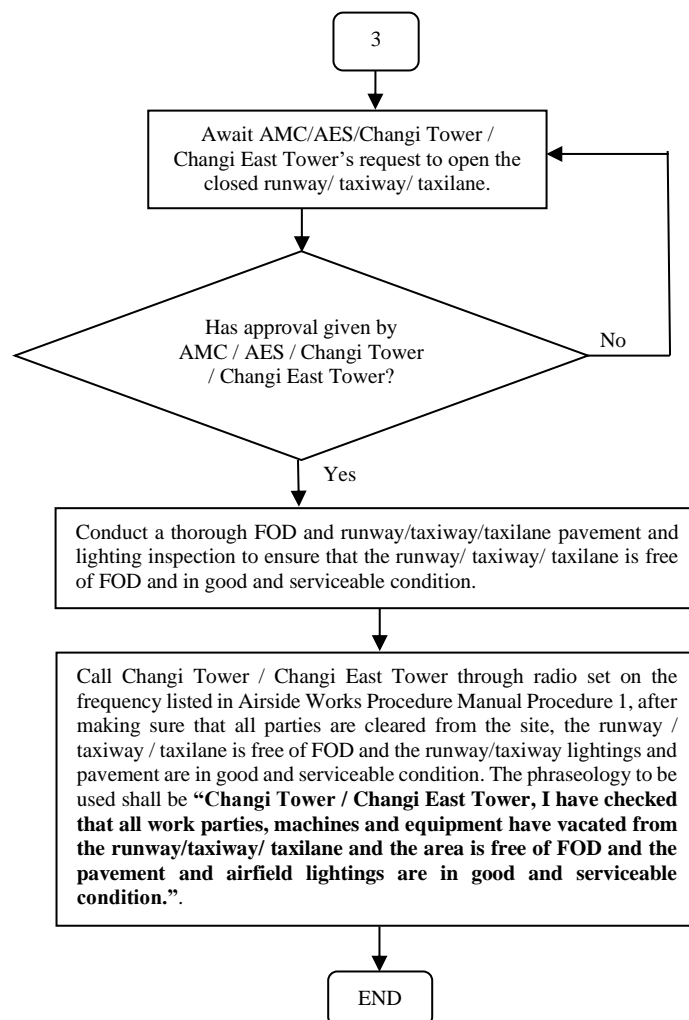 3
Await AMC/AES/Changi Tower /
Changi East Tower’s request to open the
closed runway/ taxiway/ taxilane.
Has approval given by
AMC / AES / Changi Tower
/ Changi East Tower?
No
Yes
Conduct a thorough FOD and runway/taxiway/taxilane pavement and
lighting inspection to ensure that the runway/ taxiway/ taxilane is free
of FOD and in good and serviceable condition.
Call Changi Tower / Changi East Tower through radio set on the
frequency listed in Airside Works Procedure Manual Procedure 1, after
making sure that all parties are cleared from the site, the runway /
taxiway / taxilane is free of FOD and the runway/taxiway lightings and
pavement are in good and serviceable condition. The phraseology to be
used shall be “Changi Tower / Changi East Tower, I have checked
that all work parties, machines and equipment have vacated from
the runway/taxiway/ taxilane and the area is free of FOD and the
pavement and airfield lightings are in good and serviceable
condition.”.
END